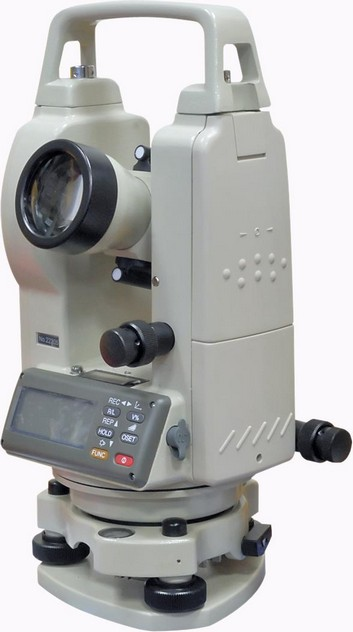 REC
R/L V%
REP
HOLD OSET
FUNC